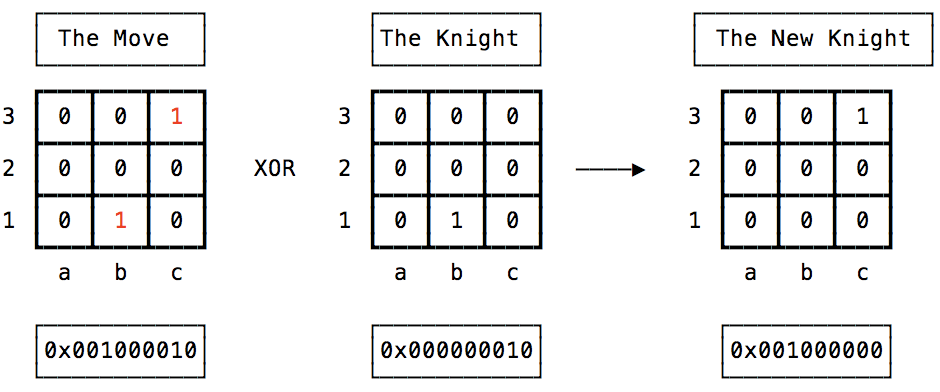 The Move The Knight The New Knight
3 0 0 1 3 0 0 0 3 0 0 1
2 0 0 0 XOR 2 0 0 0 2 0 0 0
1 0 1 0 1 0 1 0 1 0 0 0
a b c a b c a b c
0x001000010 0x000000010 0x001000000